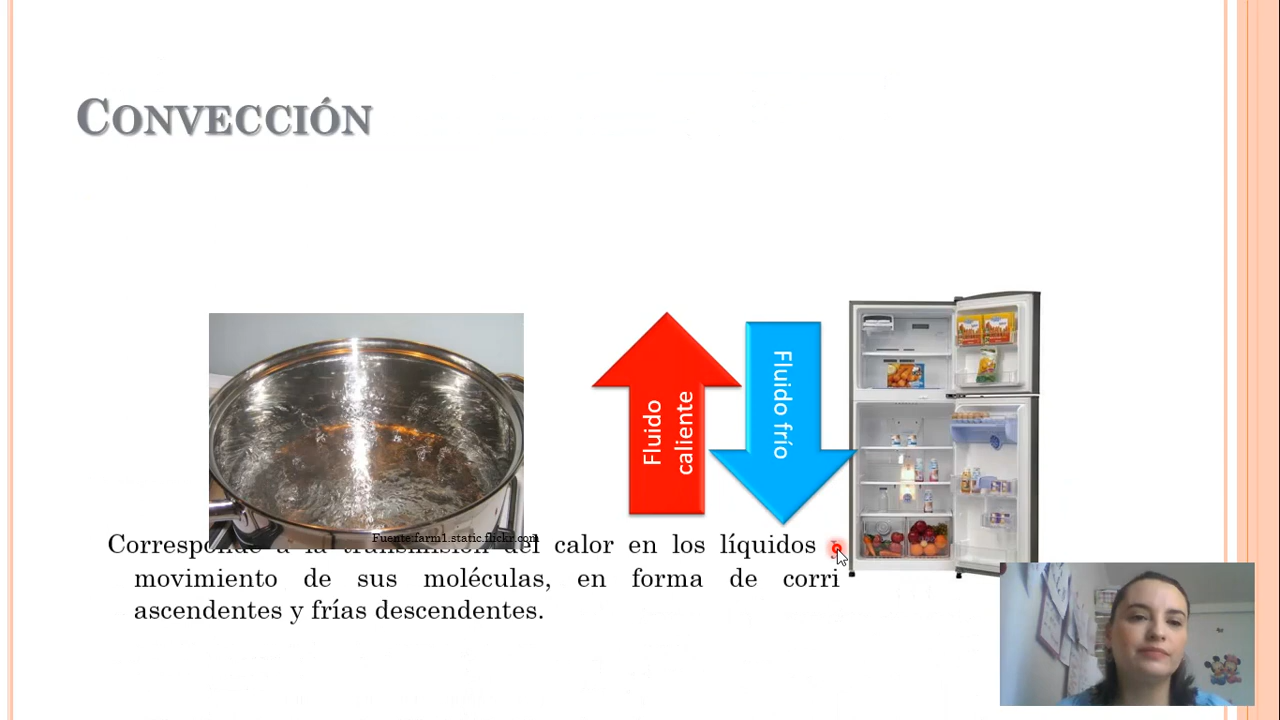 CONVECCIÓN
Fluido
caliente
Fluido frío
Fuente:farm1.static.flickr.com
Corresponde a la transmisión del calor en los líquidos
movimiento de sus moléculas, en forma de corri
ascendentes y frías descendentes.